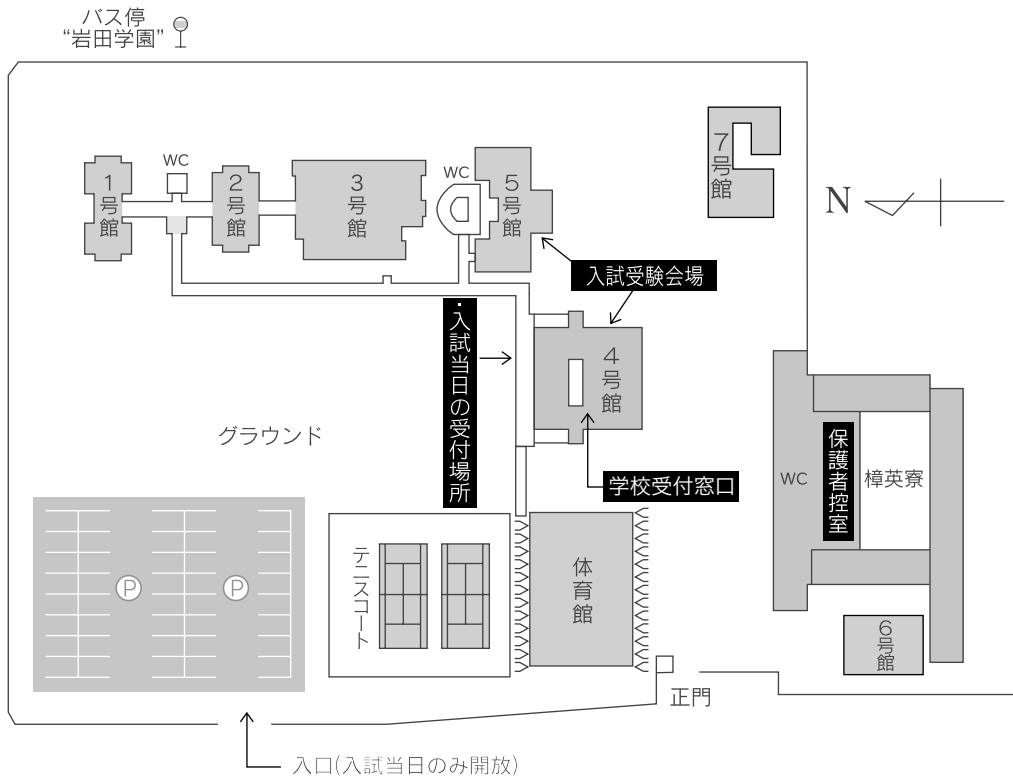 バス停
“岩田学園”
WC
1号館
2号館
3号館
WC
5号館
7号館
N
入試受験会場
・入試当日の受付場所
4号館
グラウンド
学校受付窓口
WC
保護者控室
樟英寮
テニスコート
体育館
P
P
6号館
正門
入口(入試当日のみ開放)